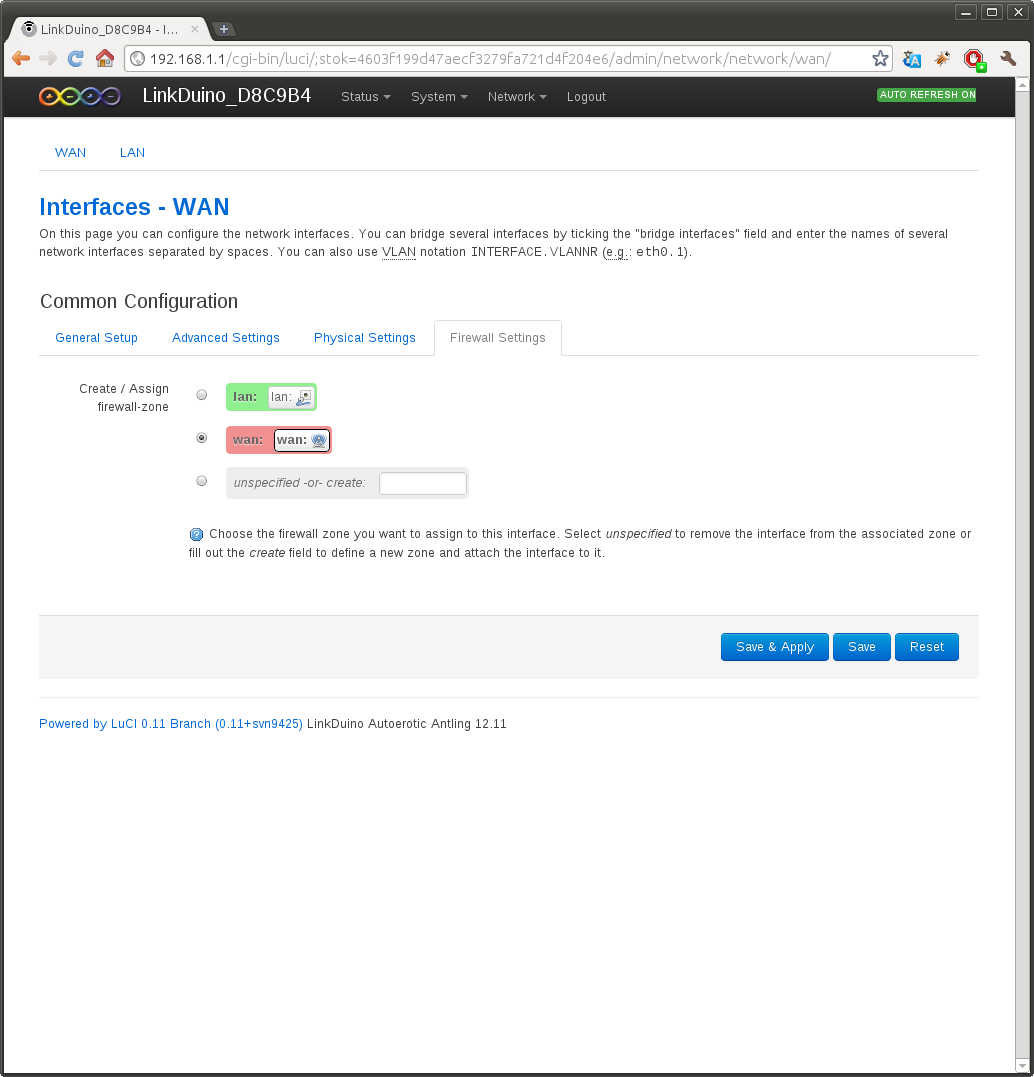 LinkDuino_D8C9B4 - I...
192.168.1.1/cgi-bin/luci/;stok=4603f199d47aecf3279fa721d4f204e6/admin/network/network/wan/
LinkDuino_D8C9B4 Status System Network Logout AUTO REFRESH ON
WAN LAN
Interfaces - WAN
On this page you can configure the network interfaces. You can bridge several interfaces by ticking the "bridge interfaces" field and enter the names of several
network interfaces separated by spaces. You can also use VLAN notation INTERFACE.VLANNR (e.g.: eth0.1).
Common Configuration
General Setup Advanced Settings Physical Settings Firewall Settings
Create / Assign
firewall-zone
lan: lan:
wan: wan:
unspecified -or- create:
Choose the firewall zone you want to assign to this interface. Select unspecified to remove the interface from the associated zone or
fill out the create field to define a new zone and attach the interface to it.
Save & Apply Save Reset
Powered by LuCI 0.11 Branch (0.11+svn9425) LinkDuino Autoerotic Antling 12.11